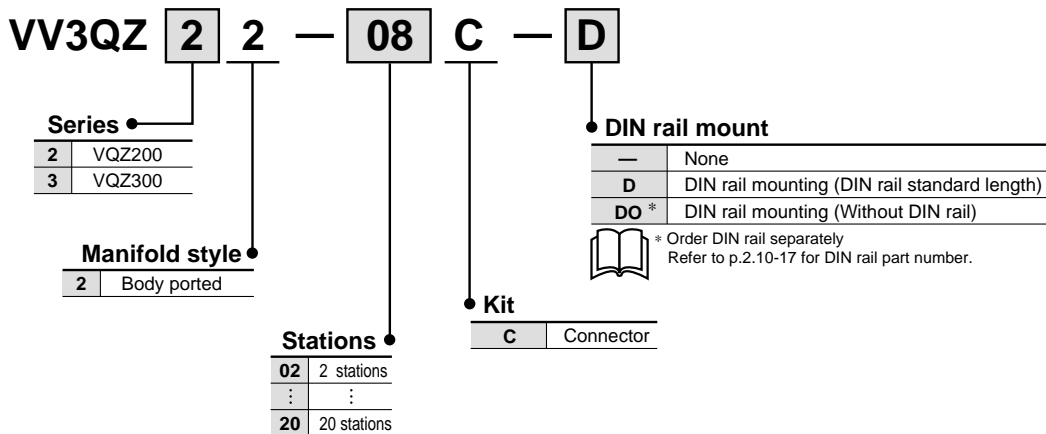 VV3QZ 2 2 — 08 C — D
Series
2 VQZ200
3 VQZ300
Manifold style
2 Body ported
Stations
02 2 stations
⋮ ⋮
20 20 stations
Kit
C Connector
DIN rail mount
— None
D DIN rail mounting (DIN rail standard length)
DO * DIN rail mounting (Without DIN rail)
* Order DIN rail separately
Refer to p.2.10-17 for DIN rail part number.